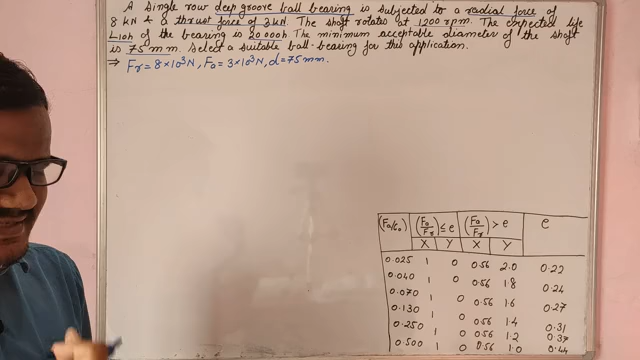 A single row deep groove ball bearing is subjected to a radial force of
8 kN & a thrust force of 3 kN. The shaft rotates at 1200 rpm. The expected life
L10h of the bearing is 20000h. The minimum acceptable diameter of the shaft
is 75 mm. Select a suitable ball-bearing for this application.
⇒ Fr = 8×10³N, Fa = 3×10³N, d = 75 mm.
(Fa/Co) (Fa/Fr) ≤ e (Fa/Fr) > e e
X Y X Y
0.025 1 0 0.56 2.0 0.22
0.040 1 0 0.56 1.8 0.24
0.070 1 0 0.56 1.6 0.27
0.130 1 0 0.56 1.4 0.31
0.250 1 0 0.56 1.2 0.37
0.500 1 0 0.56 1.0 0.44